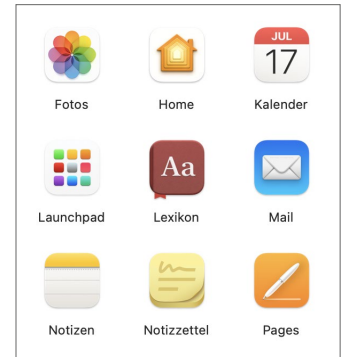 JUL
17
Fotos Home Kalender
Aa
Launchpad Lexikon Mail
Notizen Notizzettel Pages